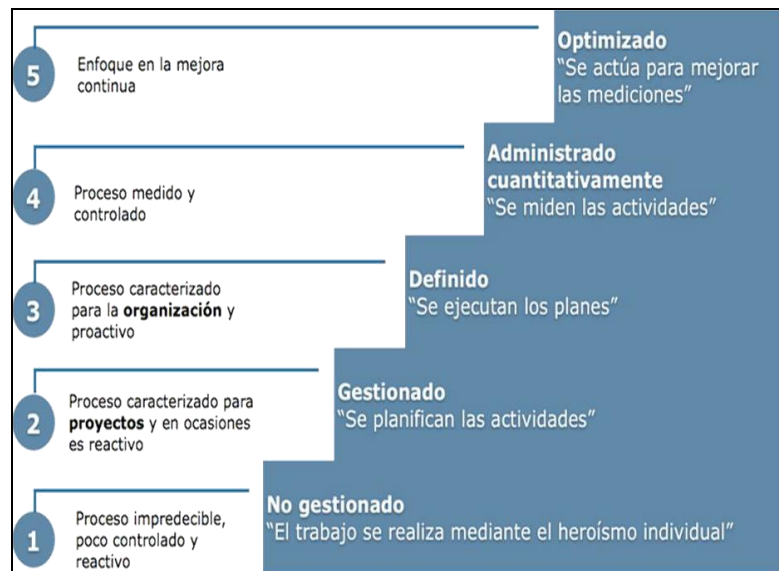 5
Enfoque en la mejora
continua
Optimizado
“Se actúa para mejorar
las mediciones”
4
Proceso medido y
controlado
Administrado
cuantitativamente
“Se miden las actividades”
3
Proceso caracterizado
para la organización y
proactivo
Definido
“Se ejecutan los planes”
2
Proceso caracterizado para
proyectos y en ocasiones
es reactivo
Gestionado
“Se planifican las actividades”
1
Proceso impredecible,
poco controlado y
reactivo
No gestionado
“El trabajo se realiza mediante el heroísmo individual”